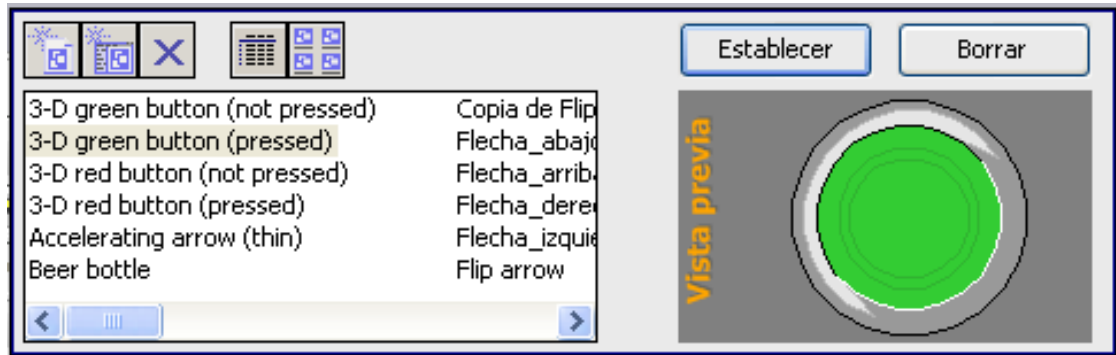 Establecer Borrar
3-D green button (not pressed) Copia de Flip
3-D green button (pressed) Flecha_abajo
3-D red button (not pressed) Flecha_arrib
3-D red button (pressed) Flecha_dere
Accelerating arrow (thin) Flecha_izquie
Beer bottle Flip arrow
Vista previa